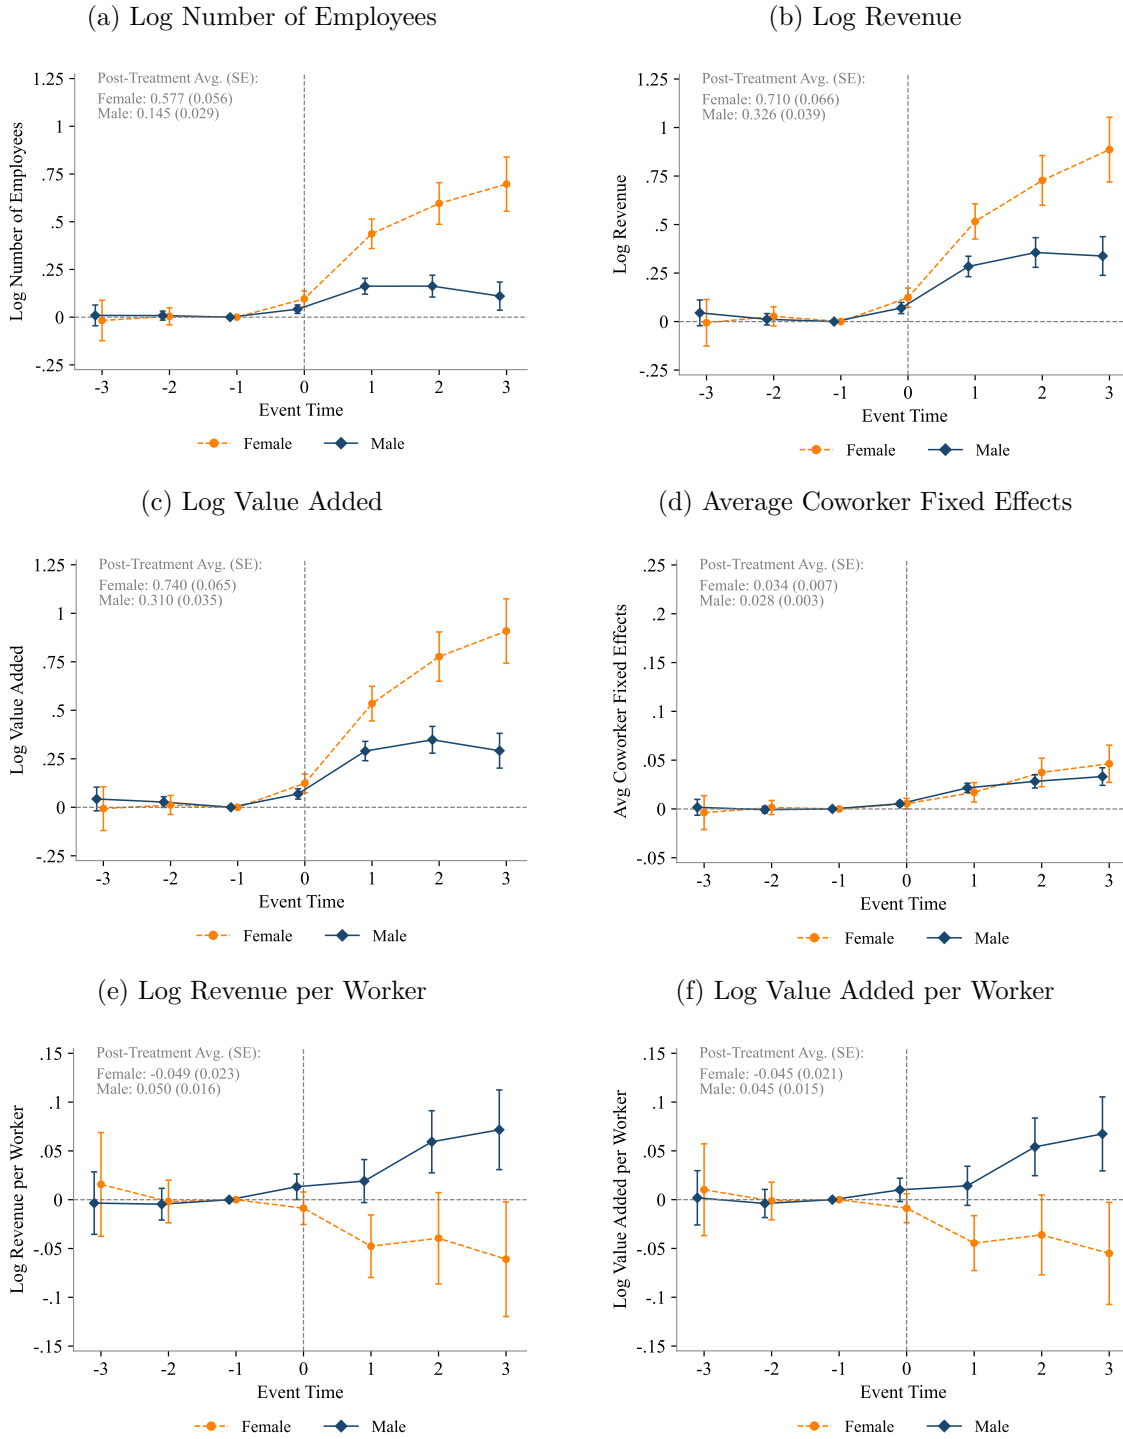 (a) Log Number of Employees
Log Number of Employees
1.25
1
.75
.5
.25
0
-.25
Post-Treatment Avg. (SE):
Female: 0.577 (0.056)
Male: 0.145 (0.029)
-3 -2 -1 0 1 2 3
Event Time
Female Male
(b) Log Revenue
Log Revenue
1.25
1
.75
.5
.25
0
-.25
Post-Treatment Avg. (SE):
Female: 0.710 (0.066)
Male: 0.326 (0.039)
-3 -2 -1 0 1 2 3
Event Time
Female Male
(c) Log Value Added
Log Value Added
1.25
1
.75
.5
.25
0
-.25
Post-Treatment Avg. (SE):
Female: 0.740 (0.065)
Male: 0.310 (0.035)
-3 -2 -1 0 1 2 3
Event Time
Female Male
(d) Average Coworker Fixed Effects
Avg Coworker Fixed Effects
.25
.2
.15
.1
.05
0
-.05
Post-Treatment Avg. (SE):
Female: 0.034 (0.007)
Male: 0.028 (0.003)
-3 -2 -1 0 1 2 3
Event Time
Female Male
(e) Log Revenue per Worker
Log Revenue per Worker
.15
.1
.05
0
-.05
-.1
-.15
Post-Treatment Avg. (SE):
Female: -0.049 (0.023)
Male: 0.050 (0.016)
-3 -2 -1 0 1 2 3
Event Time
Female Male
(f) Log Value Added per Worker
Log Value Added per Worker
.15
.1
.05
0
-.05
-.1
-.15
Post-Treatment Avg. (SE):
Female: -0.045 (0.021)
Male: 0.045 (0.015)
-3 -2 -1 0 1 2 3
Event Time
Female Male